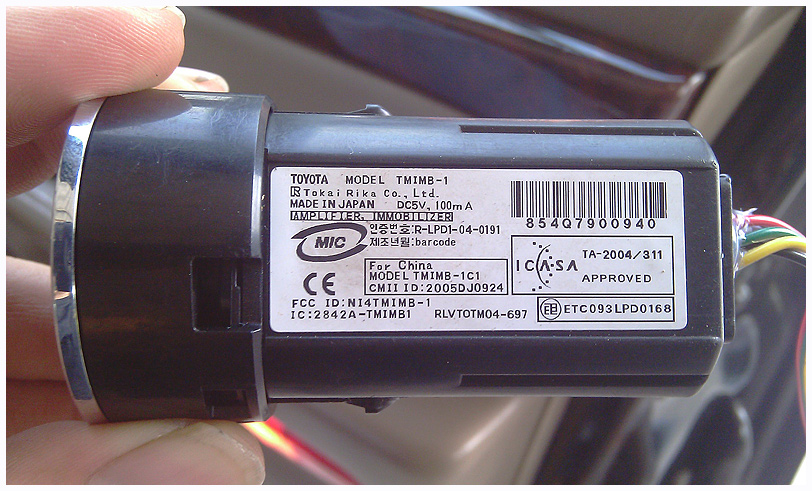 TOYOTA MODEL TMIMB-1
R Tokai Rika Co., Ltd.
MADE IN JAPAN DC5V, 100mA
AMPLIFIER, IMMOBILIZER
854Q7900940
MIC
인증번호:R-LPD1-04-0191
제조년월:barcode
CE
For China
MODEL TMIMB-1C1
CMII ID:2005DJ0924
ICASA
TA-2004/311
APPROVED
FCC ID:NI4TMIMB-1
IC:2842A-TMIMB1
RLVTOTM04-697
ETC093LPD0168